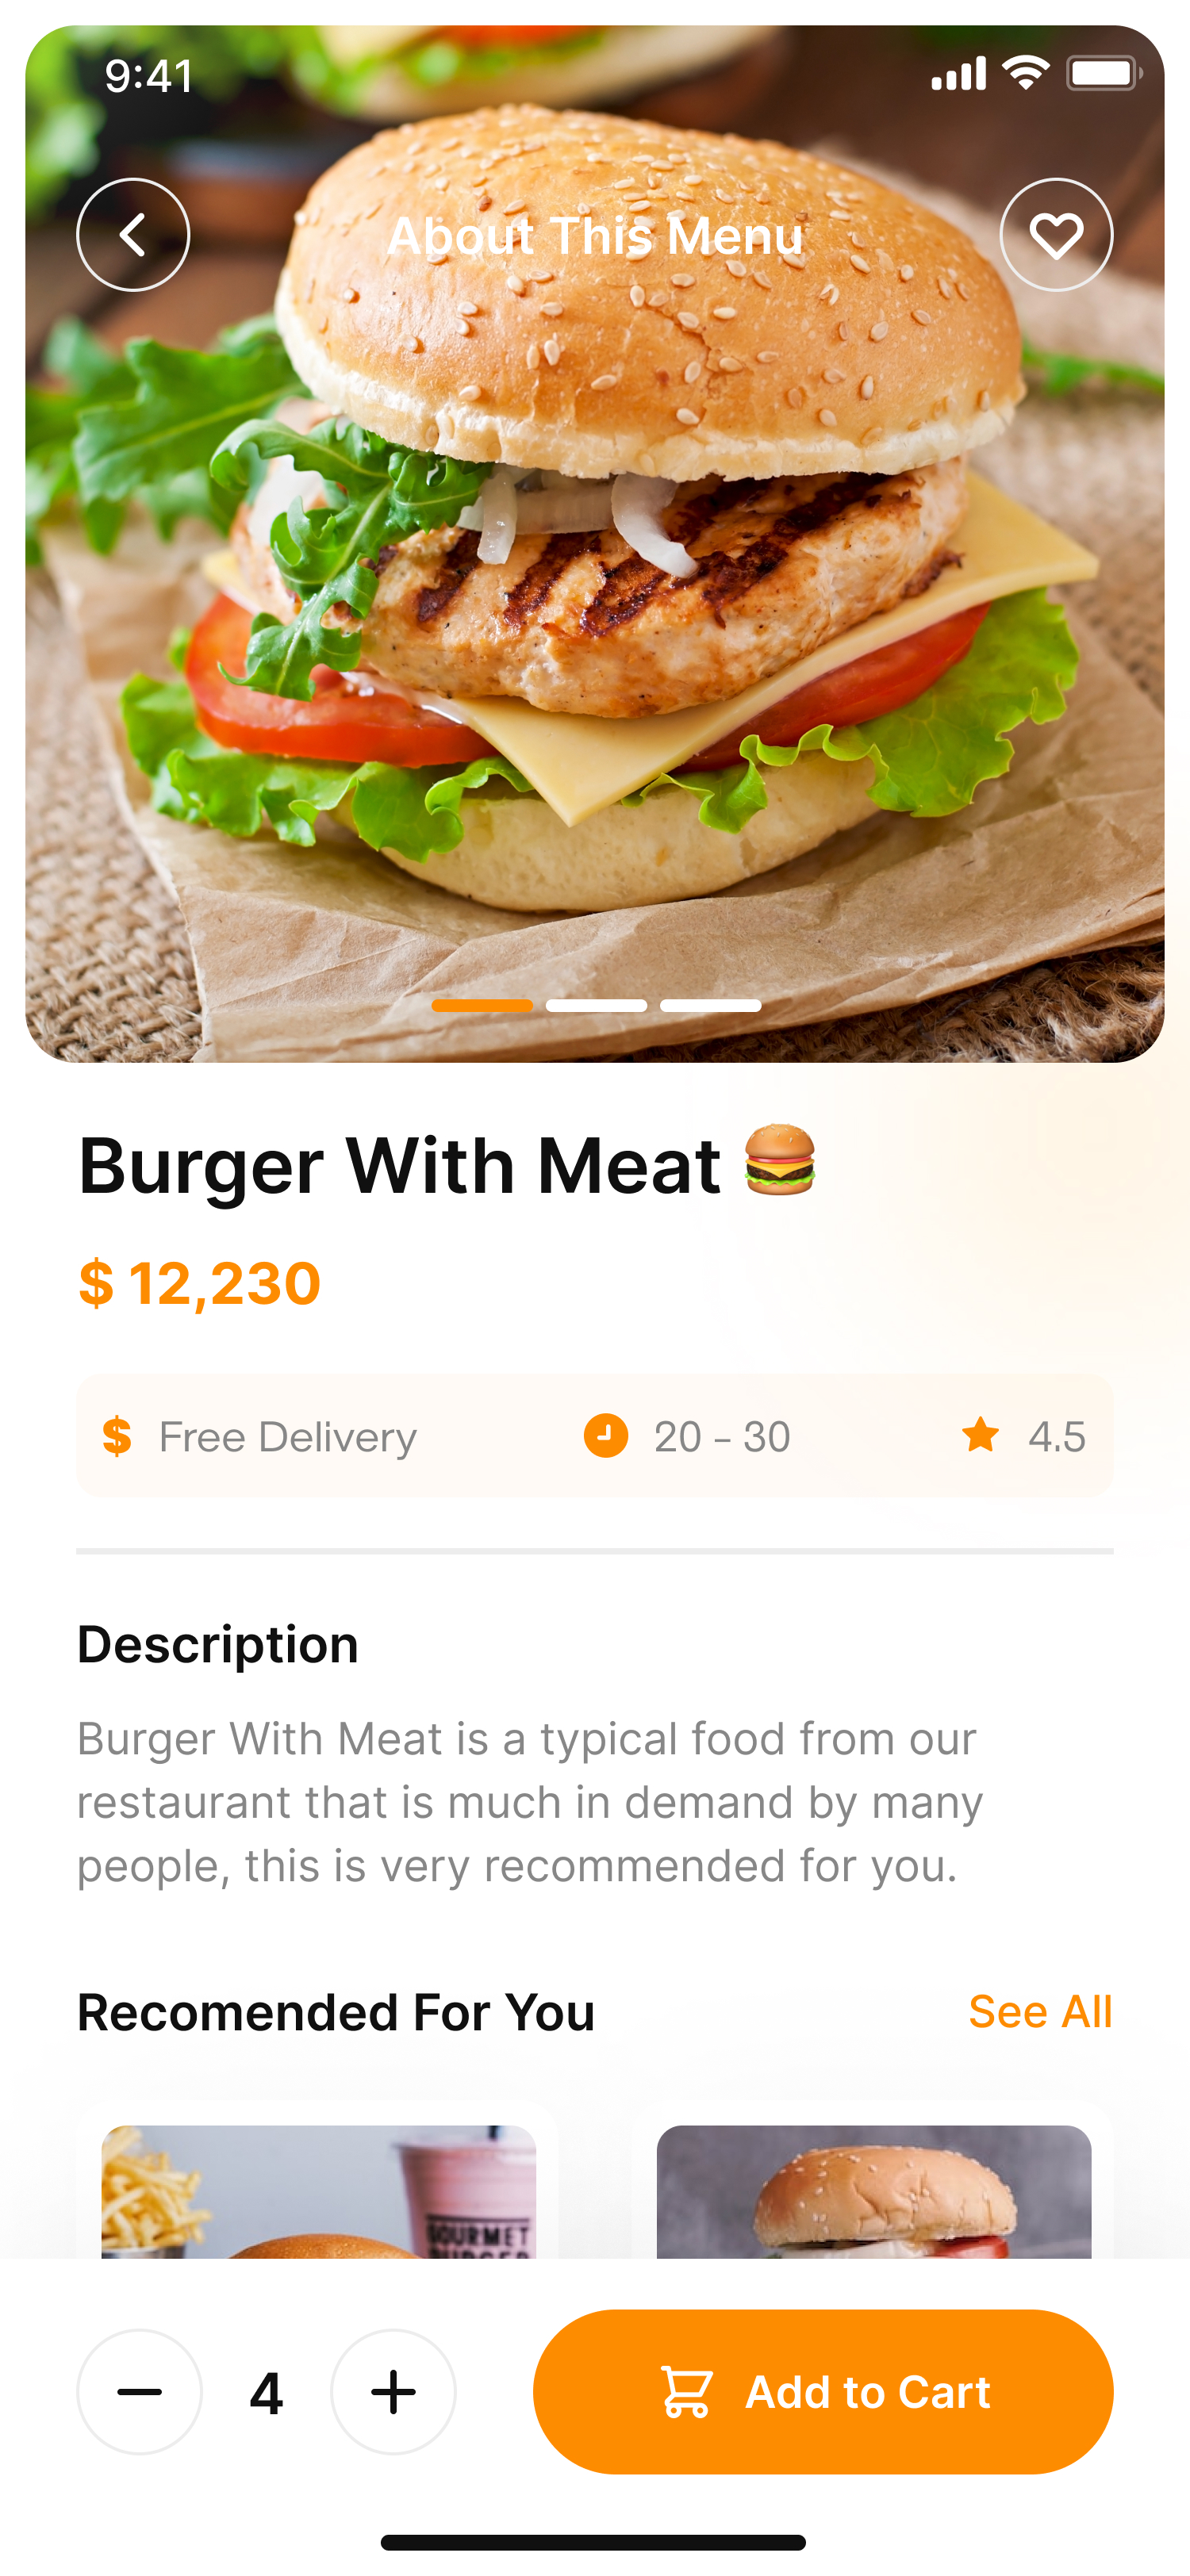 9:41
About This Menu
Burger With Meat 🍔
$ 12,230
$ Free Delivery
20 - 30
4.5
Description
Burger With Meat is a typical food from our
restaurant that is much in demand by many
people, this is very recommended for you.
Recomended For You
See All
GOURMET
BURGER
4
Add to Cart